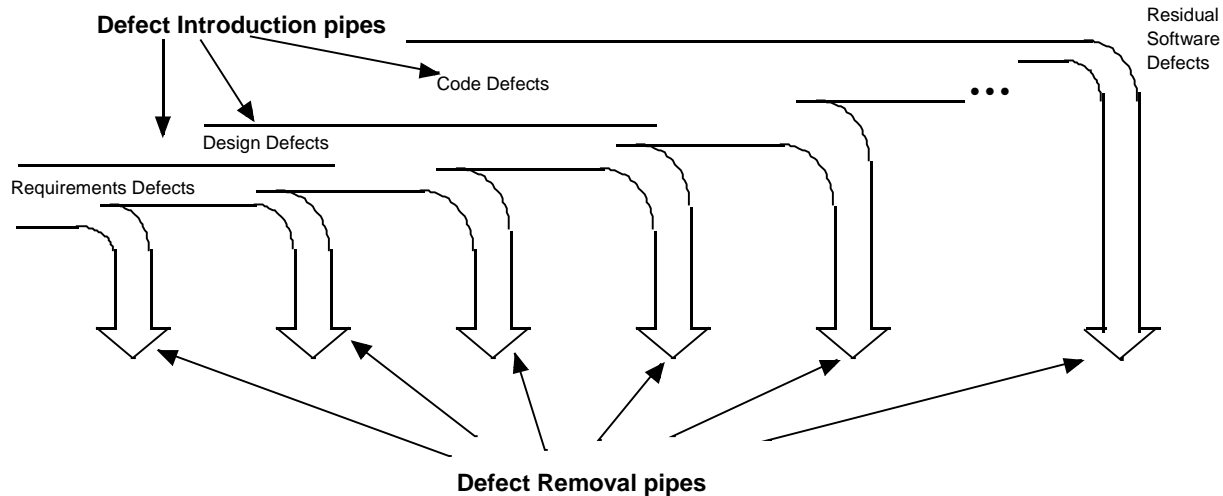 Defect Introduction pipes
Residual
Software
Defects
Code Defects
•••
Design Defects
Requirements Defects
Defect Removal pipes